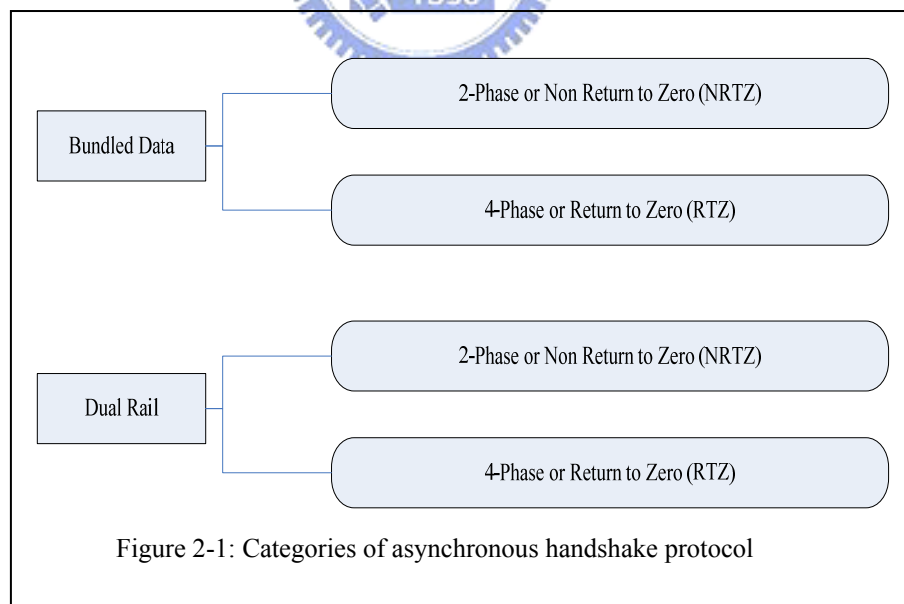 Bundled Data
2-Phase or Non Return to Zero (NRTZ)
4-Phase or Return to Zero (RTZ)
Dual Rail
2-Phase or Non Return to Zero (NRTZ)
4-Phase or Return to Zero (RTZ)
Figure 2-1: Categories of asynchronous handshake protocol